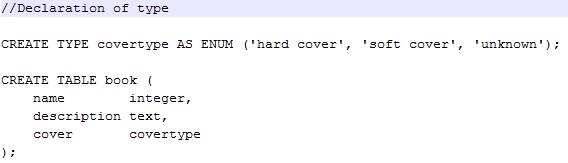 //Declaration of type
CREATE TYPE covertype AS ENUM ('hard cover', 'soft cover', 'unknown');
CREATE TABLE book (
    name        integer,
    description text,
    cover       covertype
);